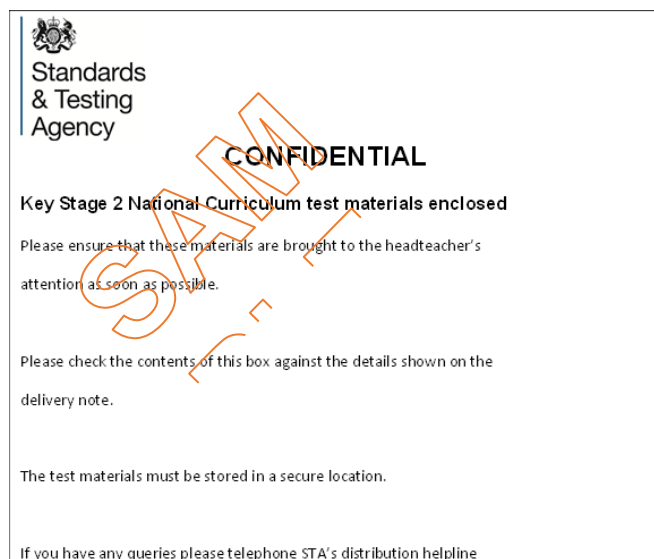 Standards
& Testing
Agency
CONFIDENTIAL
Key Stage 2 National Curriculum test materials enclosed
Please ensure that these materials are brought to the headteacher's
attention as soon as possible.
Please check the contents of this box against the details shown on the
delivery note.
The test materials must be stored in a secure location.
If you have any queries please telephone STA's distribution helpline
SAM